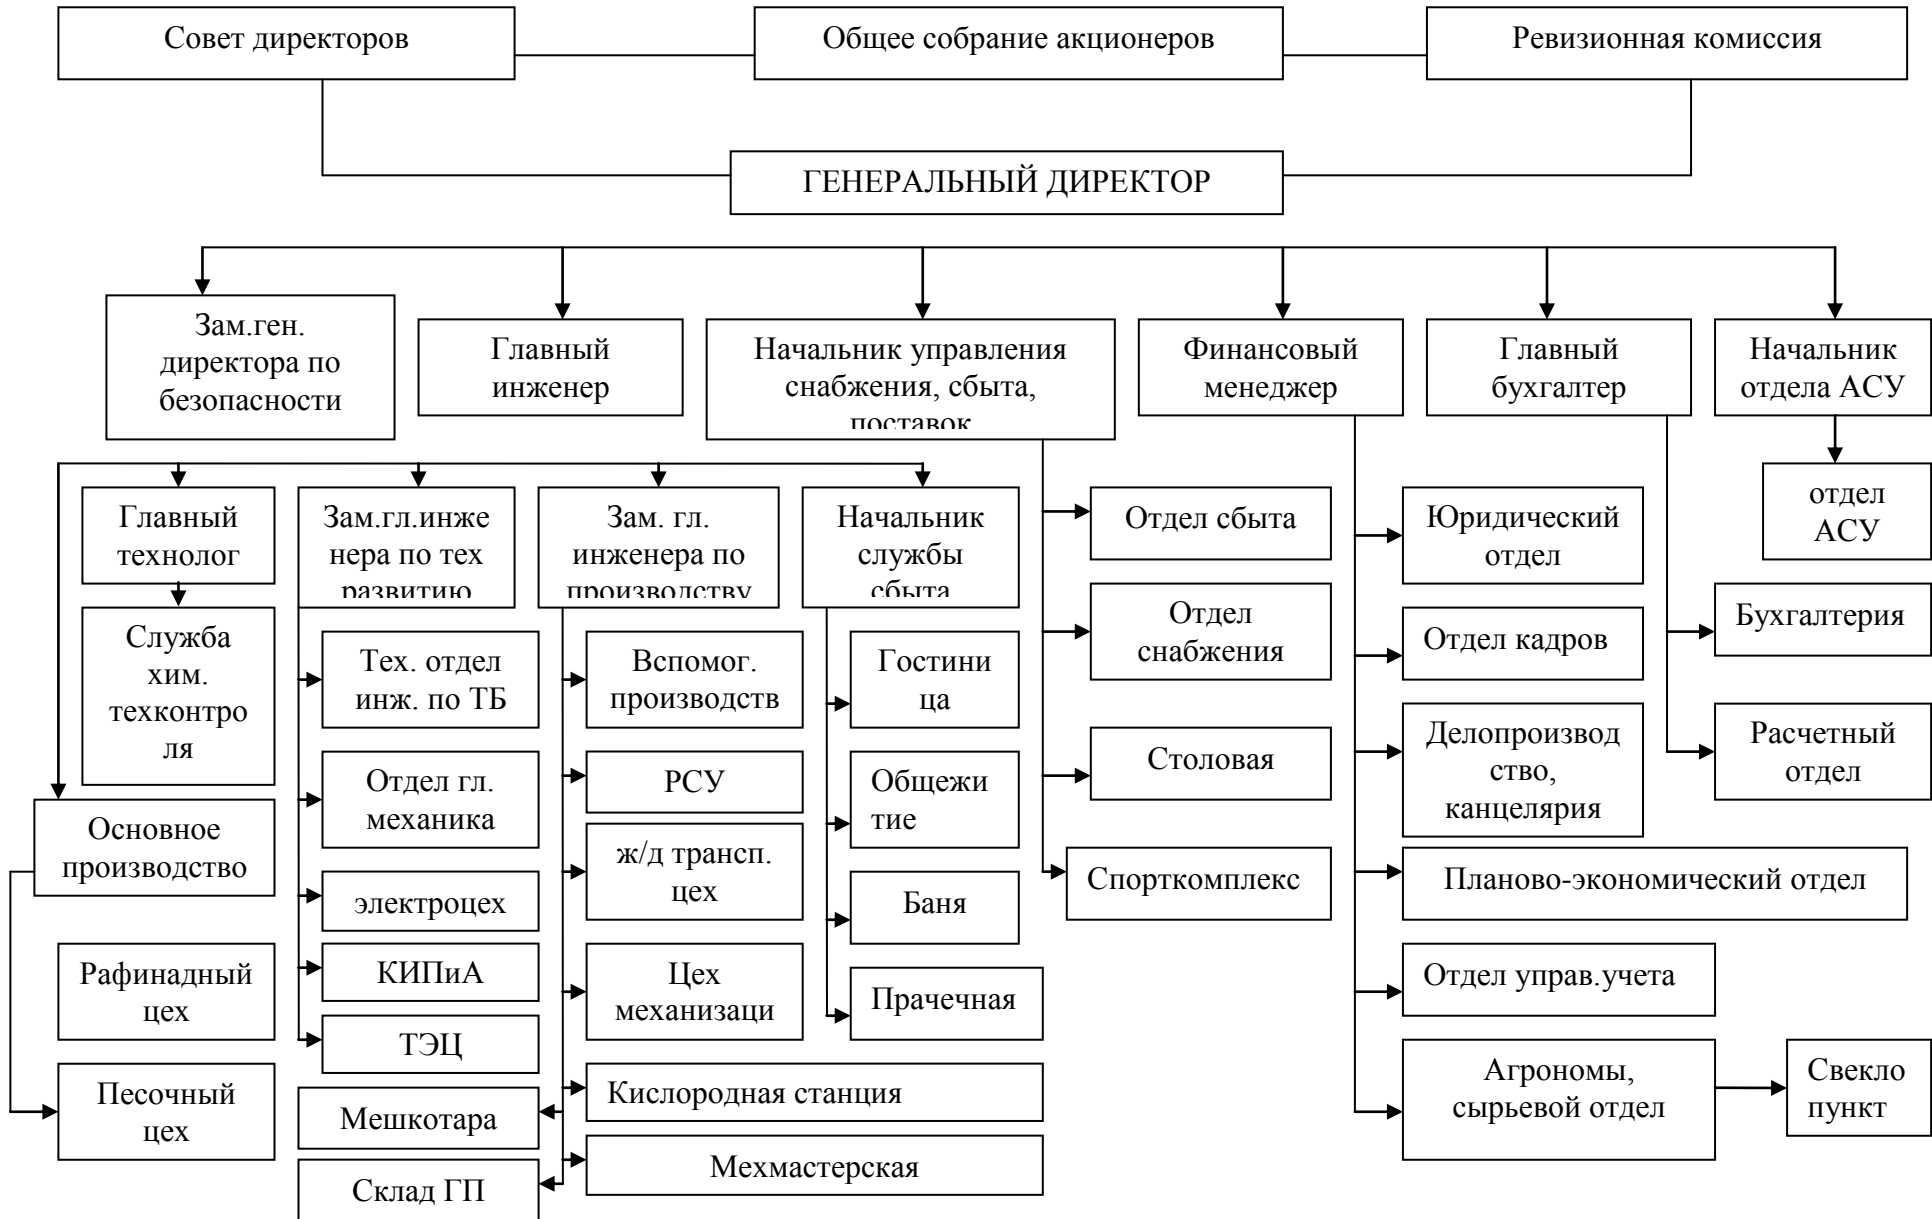 Совет директоров
Общее собрание акционеров
Ревизионная комиссия
ГЕНЕРАЛЬНЫЙ ДИРЕКТОР
Зам.ген.
директора по
безопасности
Главный
инженер
Начальник управления
снабжения, сбыта,
поставок
Финансовый
менеджер
Главный
бухгалтер
Начальник
отдела АСУ
отдел
АСУ
Главный
технолог
Зам.гл.инже
нера по тех
развитию
Зам. гл.
инженера по
производству
Начальник
службы
сбыта
Отдел сбыта
Юридический
отдел
Служба
хим.
техконтро
ля
Тех. отдел
инж. по ТБ
Вспомог.
производств
Гостини
ца
Отдел
снабжения
Отдел кадров
Бухгалтерия
Отдел гл.
механика
РСУ
Общежи
тие
Столовая
Делопроизвод
ство,
канцелярия
Расчетный
отдел
Основное
производство
электроцех
ж/д трансп.
цех
Баня
Спорткомплекс
Планово-экономический отдел
Рафинадный
цех
КИПиА
Цех
механизаци
Прачечная
Отдел управ.учета
ТЭЦ
Песочный
цех
Мешкотара
Кислородная станция
Агрономы,
сырьевой отдел
Свекло
пункт
Склад ГП
Мехмастерская